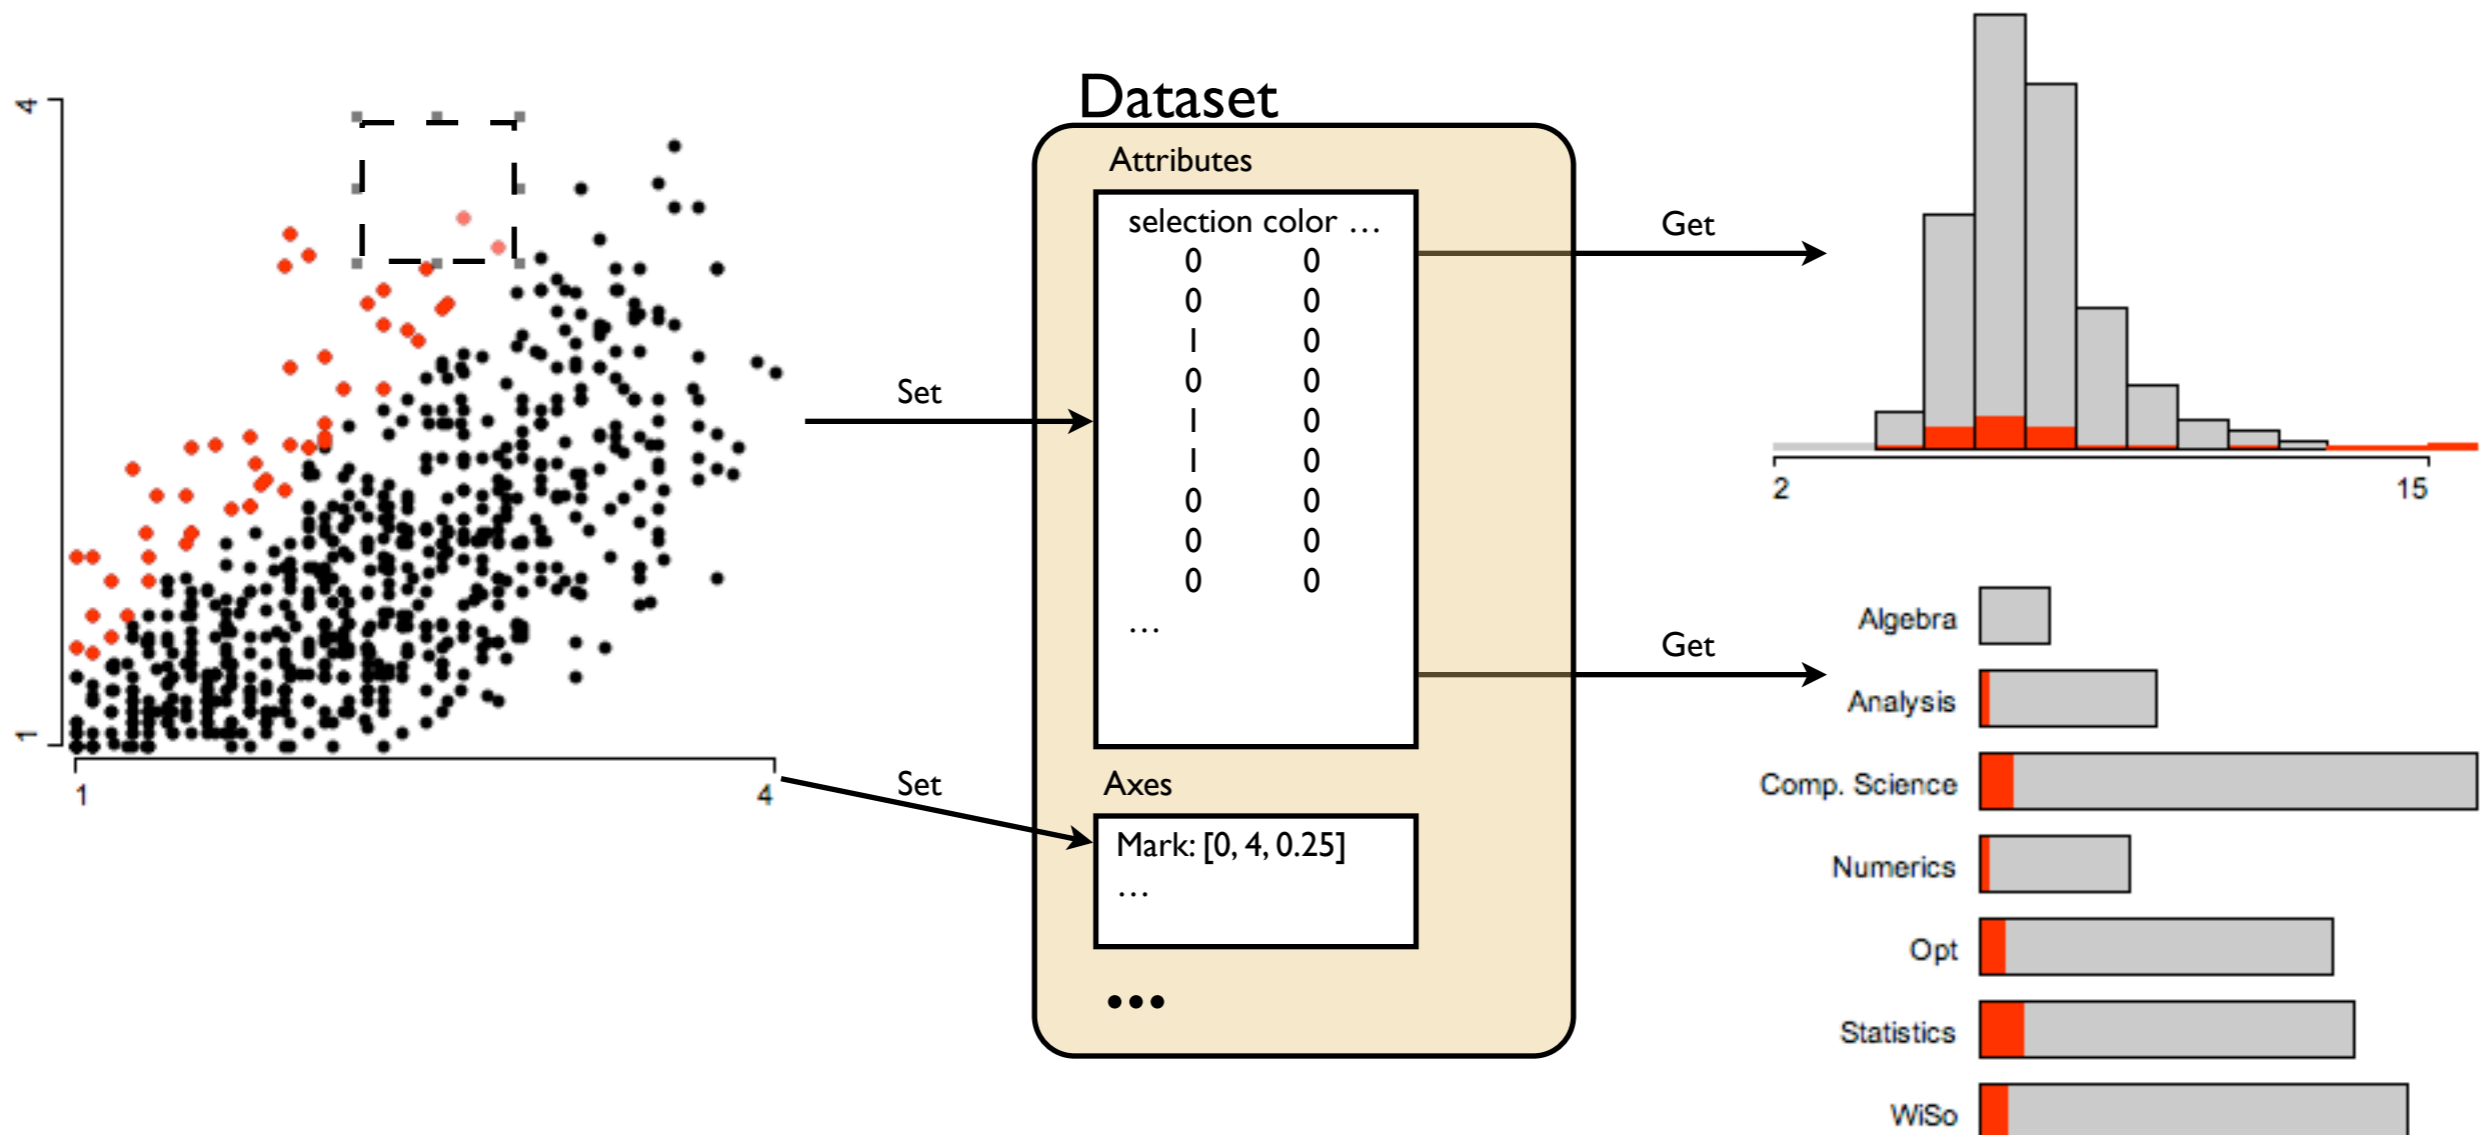 4
1
1
4
Set
Set
Dataset
Attributes
selection color …
0 0
0 0
1 0
0 0
1 0
1 0
0 0
0 0
0 0
…
Axes
Mark: [0, 4, 0.25]
…
•••
Get
Get
2
15
Algebra
Analysis
Comp. Science
Numerics
Opt
Statistics
WiSo